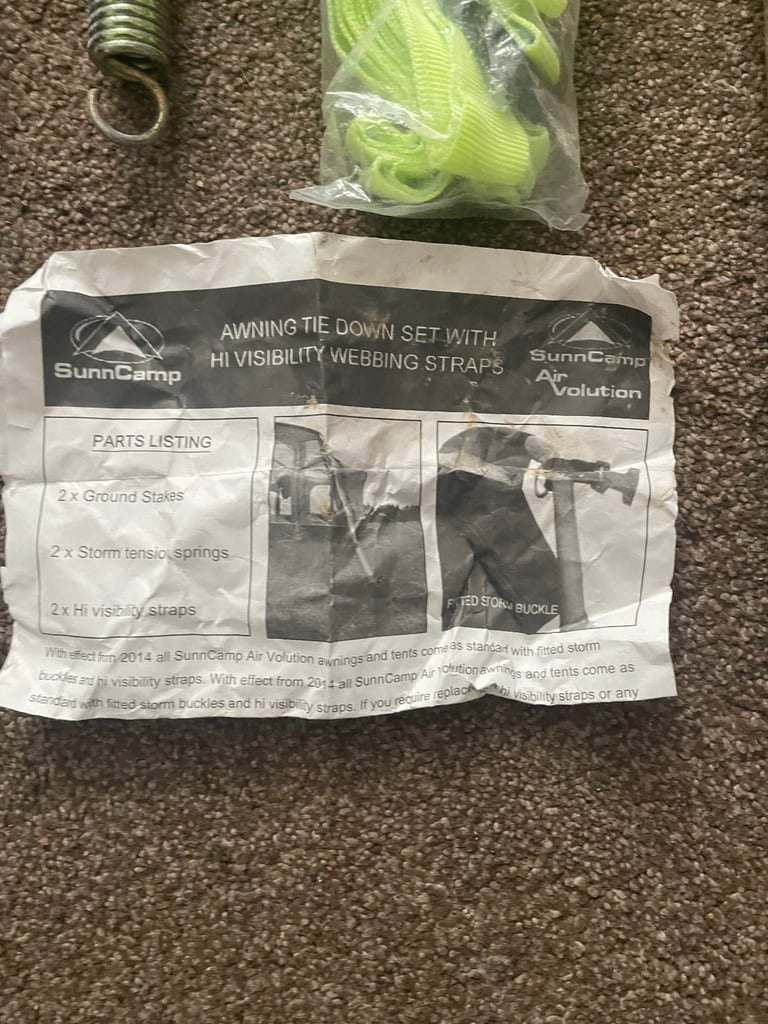 SunnCamp
AWNING TIE DOWN SET WITH
HI VISIBILITY WEBBING STRAPS
SunnCamp
Air
Volution
PARTS LISTING
2 x Ground Stakes
2 x Storm tension springs
2 x Hi visibility straps
FITTED STORM BUCKLE
With effect from 2014 all SunnCamp Air Volution awnings and tents come as standard with fitted storm
buckles and hi visibility straps. With effect from 2014 all SunnCamp Air Volution awnings and tents come as
standard with fitted storm buckles and hi visibility straps. If you require hi visibility straps or any